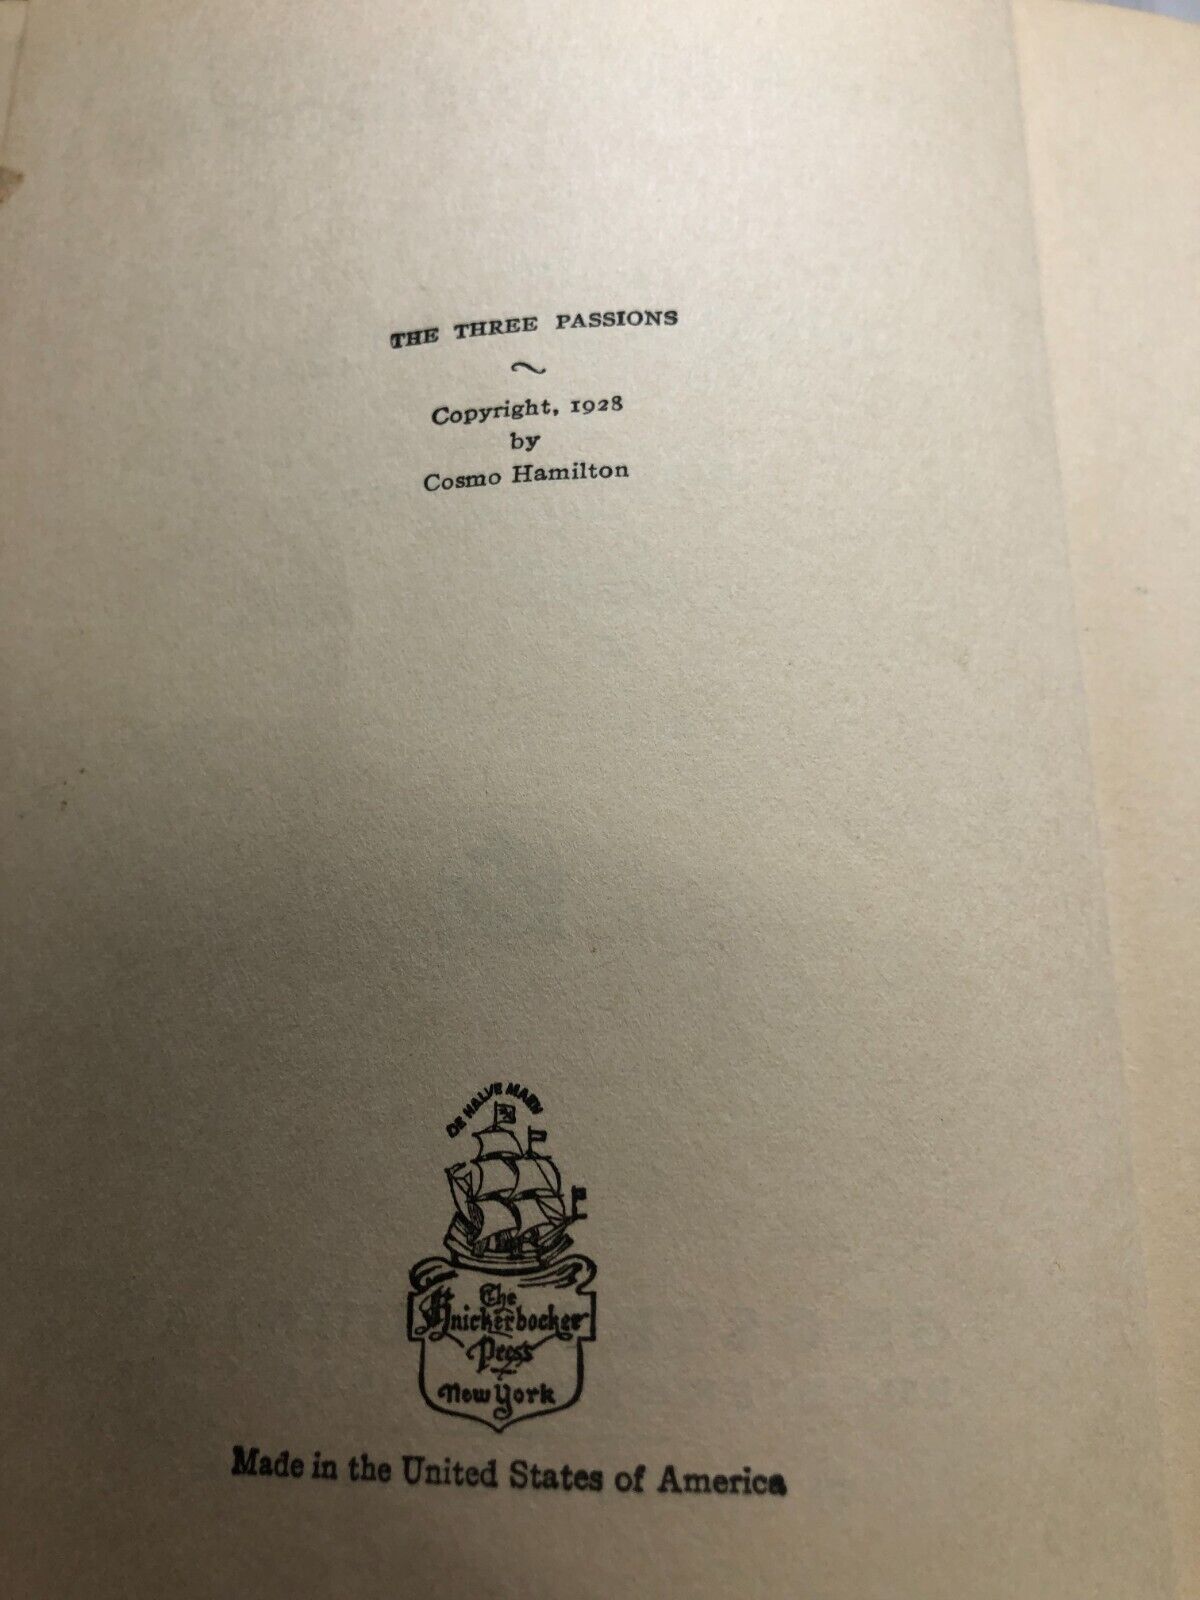 THE THREE PASSIONS
Copyright, 1928
by
Cosmo Hamilton
DE HALVE MAEN
The
Knickerbocker
Press
New York
Made in the United States of America